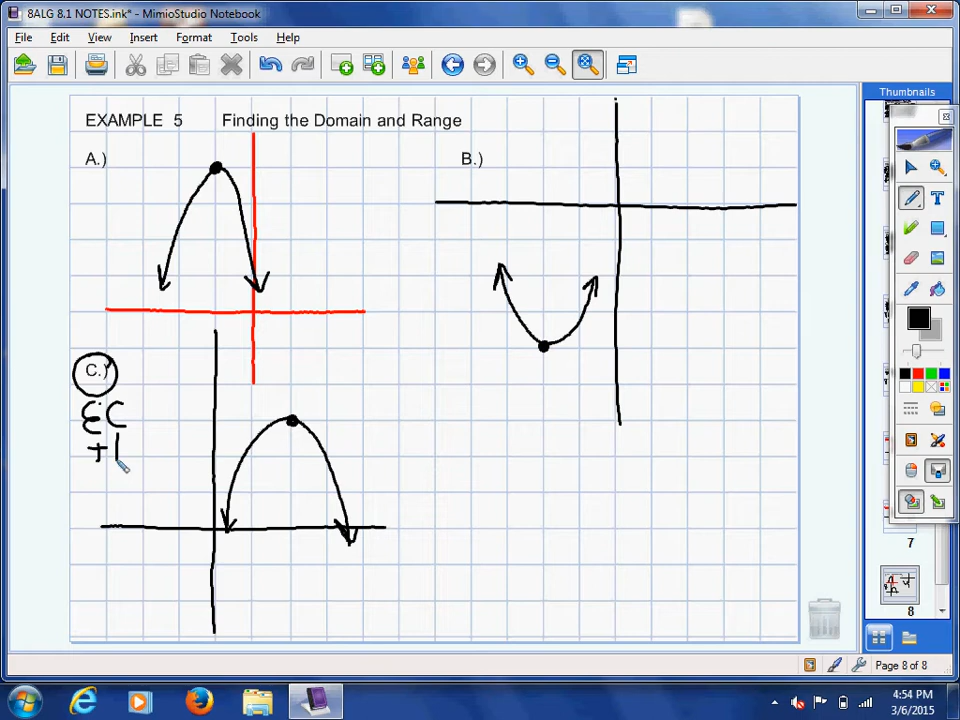 8ALG 8.1 NOTES.ink* - MimioStudio Notebook
File Edit View Insert Format Tools Help
Thumbnails
EXAMPLE 5 Finding the Domain and Range
A.)
B.)
C.)
EC
+1
7
8
Page 8 of 8
4:54 PM
3/6/2015